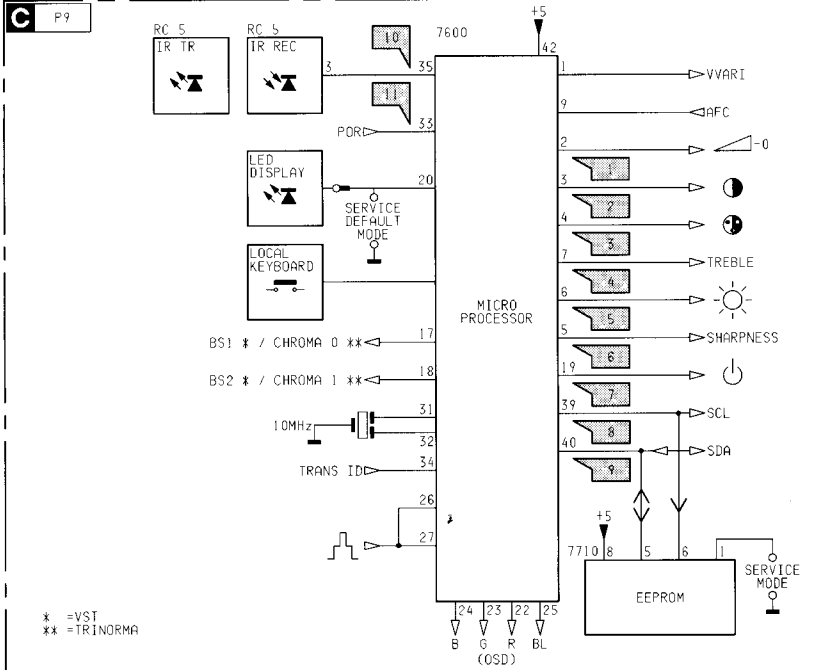 C P9
+5
RC 5 RC 5 7600
IR TR IR REC 10 42
3 35 1 VVARI
11 9 AFC
POR 33 2 -0
LED
DISPLAY 20 1 3
SERVICE
DEFAULT
MODE
2 4
LOCAL
KEYBOARD
3 7 TREBLE
4 6
MICRO
PROCESSOR
5 5 SHARPNESS
BS1 * / CHROMA 0 ** 17
6 19
BS2 * / CHROMA 1 ** 18
7 39 SCL
10MHz 31
32
8 40 SDA
TRANS ID 34
9
26
27
+5
7710 8 5 6 1
SERVICE
MODE
EEPROM
24 23 22 25
B G R BL
(OSD)
* =VST
** =TRINORMA